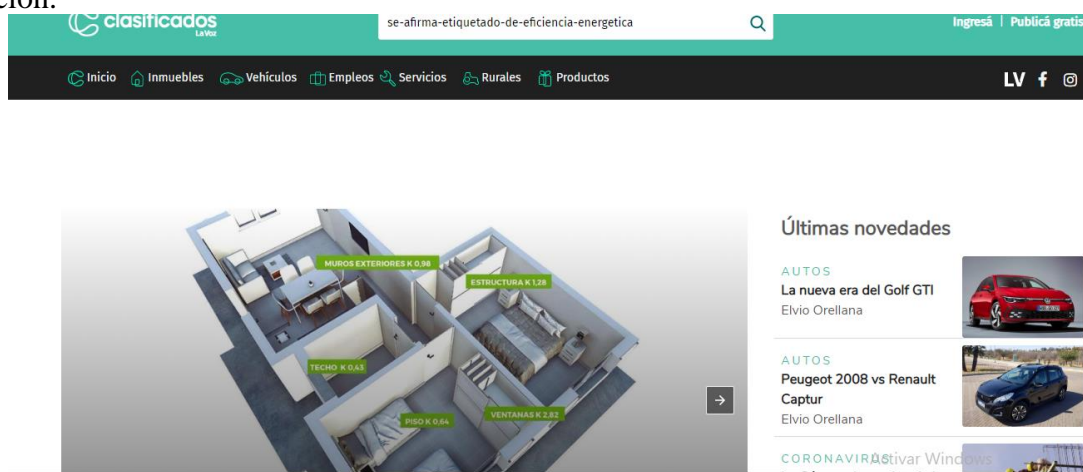 ción.
clasificados
LaVoz
se-afirma-etiquetado-de-eficiencia-energetica
Ingresá | Publicá gratis
Inicio Inmuebles Vehículos Empleos Servicios Rurales Productos
LV
MUROS EXTERIORES K 0,98
ESTRUCTURA K 1,28
TECHO K 0,45
PISO K 0,64
VENTANAS K 2,82
Últimas novedades
AUTOS
La nueva era del Golf GTI
Elvio Orellana
AUTOS
Peugeot 2008 vs Renault
Captur
Elvio Orellana
CORONAVIRUS
Activar Windows